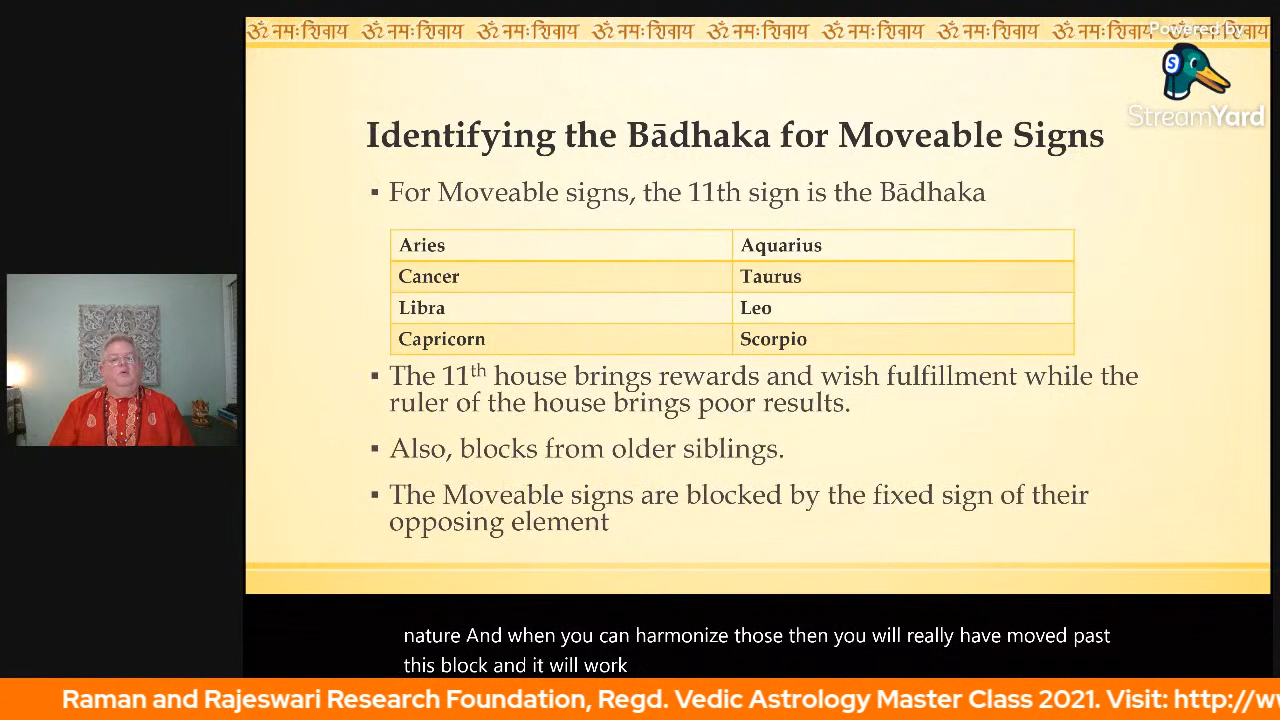 ॐ नमः शिवाय ॐ नमः शिवाय ॐ नमः शिवाय ॐ नमः शिवाय ॐ नमः शिवाय ॐ नमः शिवाय ॐ नमः शिवाय ॐ नमः शिवाय ॐ नमः शिवाय
Powered by
StreamYard
Identifying the Bādhaka for Moveable Signs
▪ For Moveable signs, the 11th sign is the Bādhaka
Aries Aquarius
Cancer Taurus
Libra Leo
Capricorn Scorpio
▪ The 11th house brings rewards and wish fulfillment while the
ruler of the house brings poor results.
▪ Also, blocks from older siblings.
▪ The Moveable signs are blocked by the fixed sign of their
opposing element
nature And when you can harmonize those then you will really have moved past
this block and it will work
Raman and Rajeswari Research Foundation, Regd. Vedic Astrology Master Class 2021. Visit: http://w